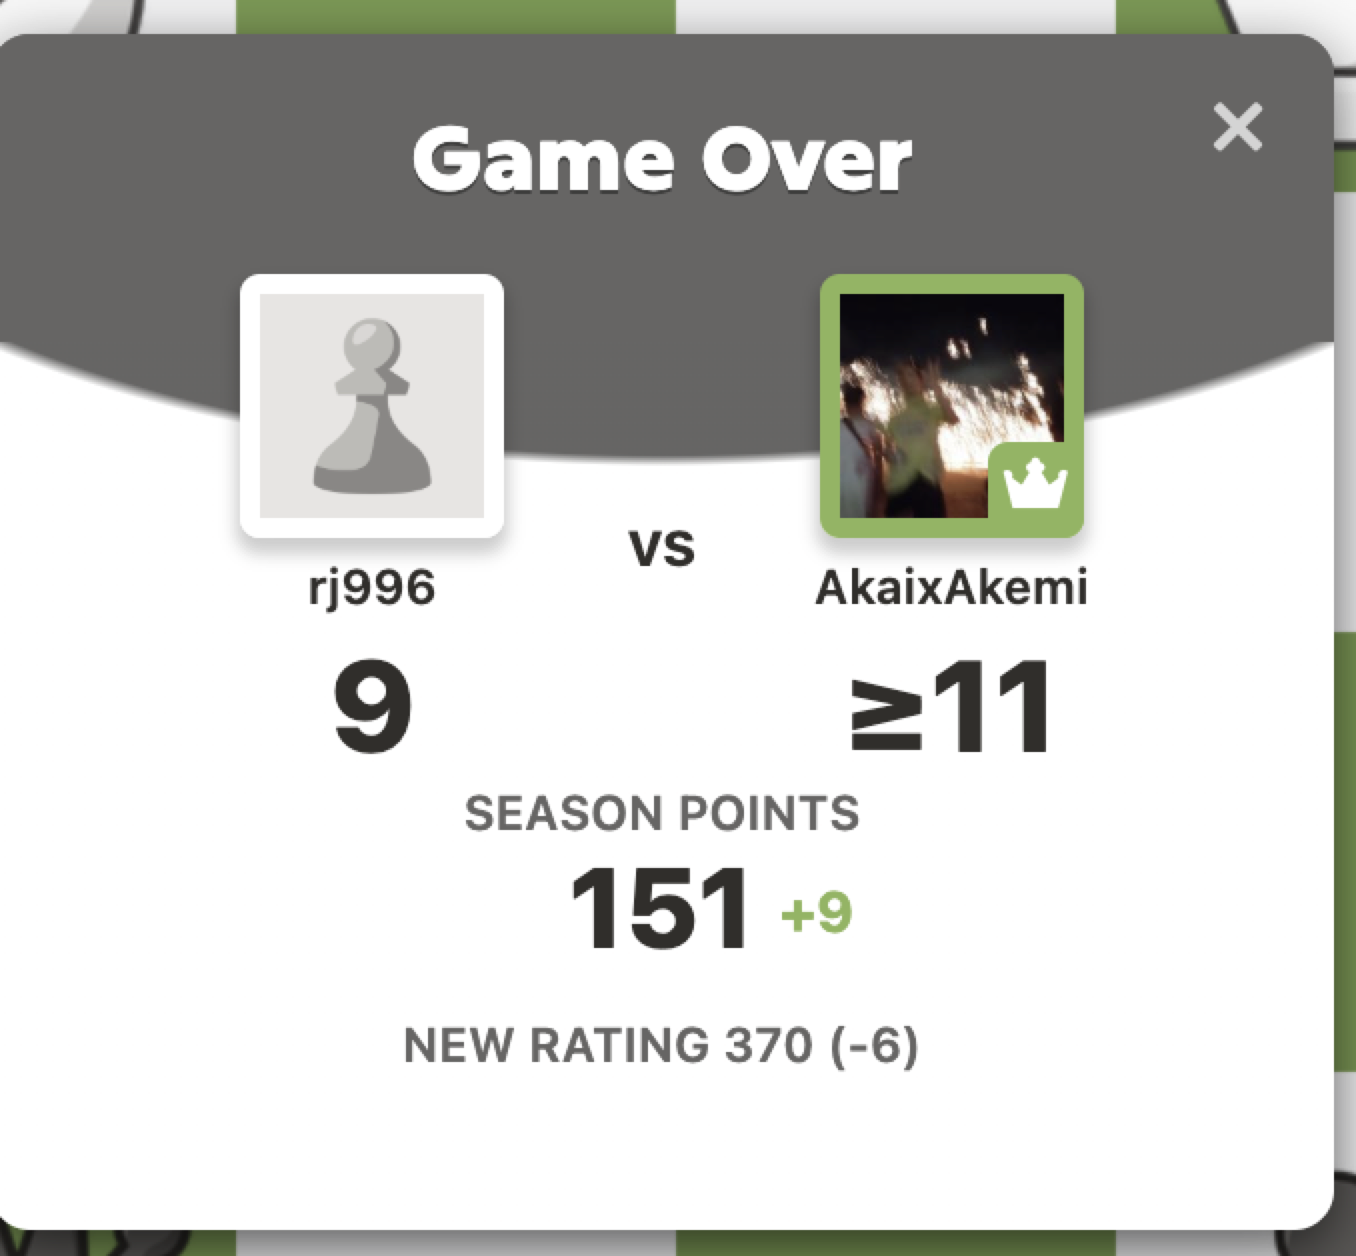 Game Over
vs
rj996 AkaixAkemi
9 ≥11
SEASON POINTS
151 +9
NEW RATING 370 (-6)